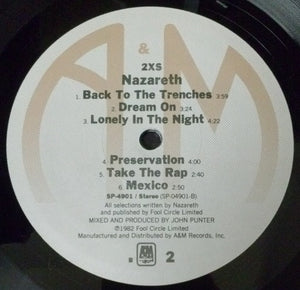 A&M
2XS
Nazareth
1. Back To The Trenches 3:59
2. Dream On 3:24
3. Lonely In The Night 4:22
4. Preservation 4:00
5. Take The Rap 2:50
6. Mexico 2:50
SP-4901 / Stereo (SP-04901-B)
All selections written by Nazareth
and published by Fool Circle Limited
MIXED AND PRODUCED BY JOHN PUNTER
℗1982 Fool Circle Limited
Manufactured and Distributed by A&M Records, Inc.
A&M
2